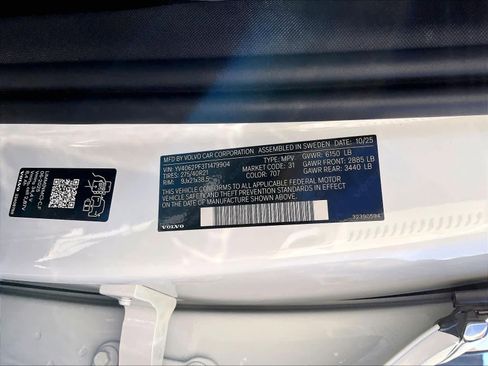 MFD. BY VOLVO CAR CORPORATION ASSEMBLED IN SWEDEN DATE: 10/25
VIN: YV4062PF3T1479904 TYPE: MPV GVWR: 6150 LB
TIRES: 275/40R21 MARKET CODE: 31 GAWR FRONT: 2885 LB
RIM: 9Jx21x38.5 COLOR: 707 GAWR REAR: 3440 LB
THIS VEHICLE CONFORMS TO ALL APPLICABLE FEDERAL MOTOR
VEHICLE SAFETY AND THEFT PREVENTION STANDARDS
IN EFFECT ON THE DATE OF MANUFACTURE SHOWN ABOVE.
VOLVO 32390594
VOLVO